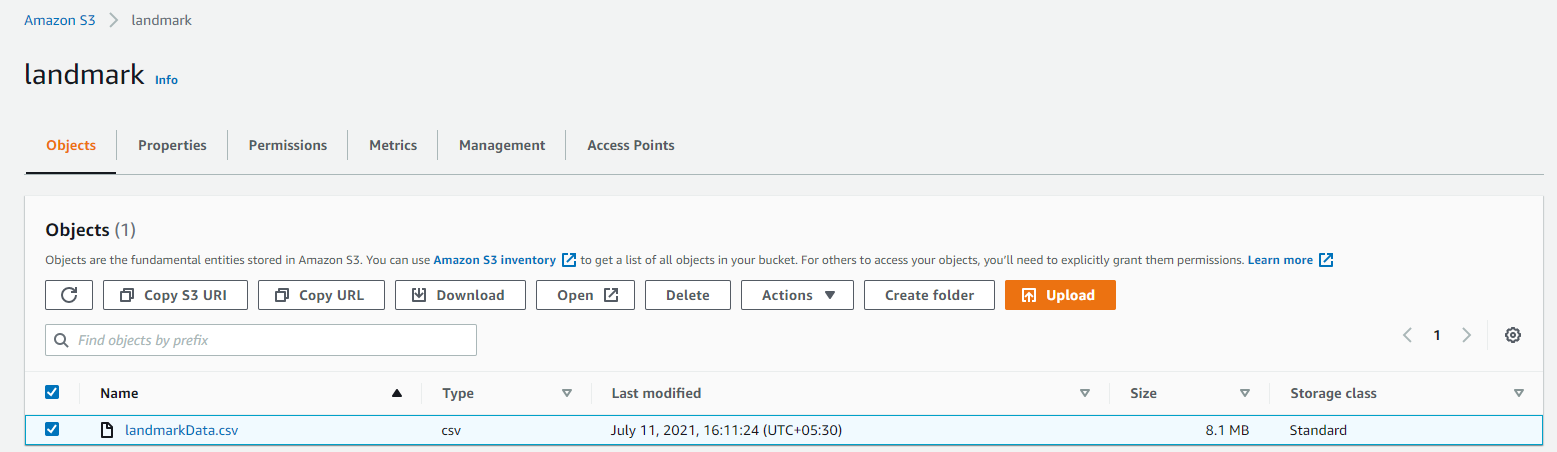 Amazon S3 > landmark
landmark Info
Objects Properties Permissions Metrics Management Access Points
Objects (1)
Objects are the fundamental entities stored in Amazon S3. You can use Amazon S3 inventory to get a list of all objects in your bucket. For others to access your objects, you'll need to explicitly grant them permissions. Learn more
Copy S3 URI Copy URL Download Open Delete Actions Create folder Upload
Find objects by prefix 1
Name Type Last modified Size Storage class
landmarkData.csv csv July 11, 2021, 16:11:24 (UTC+05:30) 8.1 MB Standard